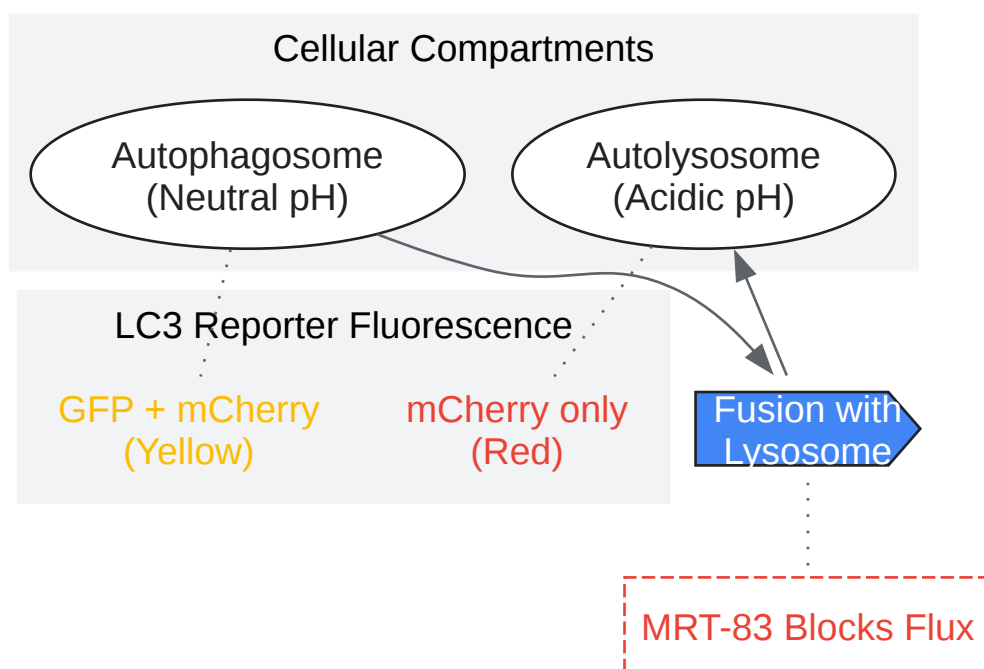 Cellular Compartments
Autophagosome
(Neutral pH)
Autolysosome
(Acidic pH)
LC3 Reporter Fluorescence
GFP + mCherry
(Yellow)
mCherry only
(Red)
Fusion with
Lysosome
MRT-83 Blocks Flux